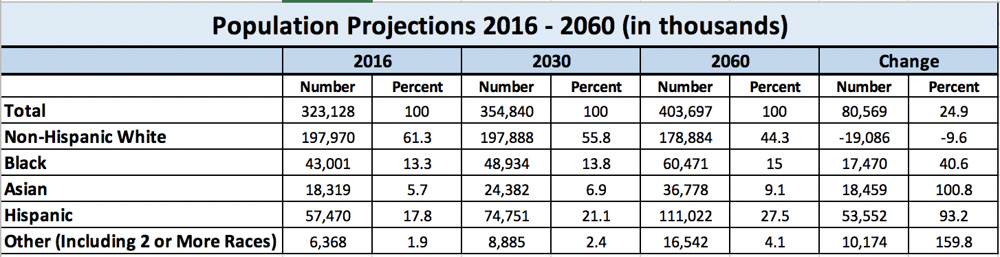 Population Projections 2016 - 2060 (in thousands)
2016 2030 2060 Change
Number Percent Number Percent Number Percent Number Percent
Total 323,128 100 354,840 100 403,697 100 80,569 24.9
Non-Hispanic White 197,970 61.3 197,888 55.8 178,884 44.3 -19,086 -9.6
Black 43,001 13.3 48,934 13.8 60,471 15 17,470 40.6
Asian 18,319 5.7 24,382 6.9 36,778 9.1 18,459 100.8
Hispanic 57,470 17.8 74,751 21.1 111,022 27.5 53,552 93.2
Other (Including 2 or More Races) 6,368 1.9 8,885 2.4 16,542 4.1 10,174 159.8